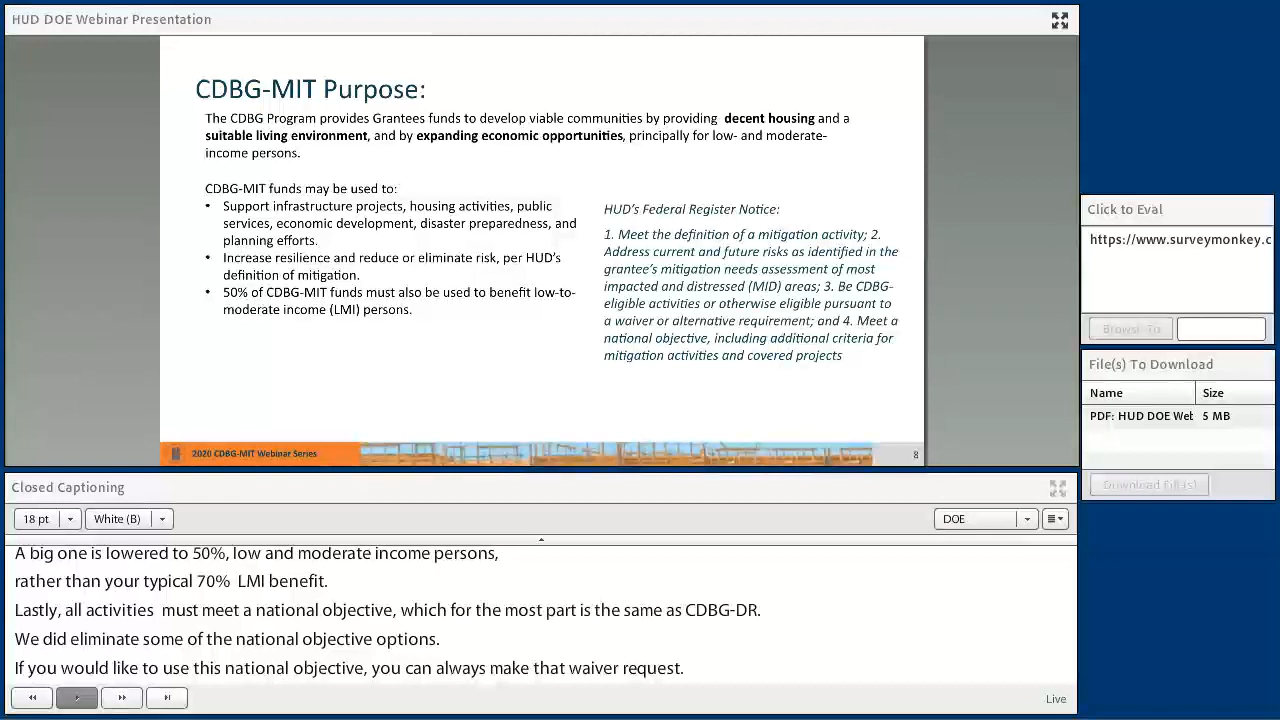 HUD DOE Webinar Presentation
CDBG-MIT Purpose:
The CDBG Program provides Grantees funds to develop viable communities by providing decent housing and a
suitable living environment, and by expanding economic opportunities, principally for low- and moderate-
income persons.
CDBG-MIT funds may be used to:
• Support infrastructure projects, housing activities, public
services, economic development, disaster preparedness, and
planning efforts.
• Increase resilience and reduce or eliminate risk, per HUD's
definition of mitigation.
• 50% of CDBG-MIT funds must also be used to benefit low-to-
moderate income (LMI) persons.
HUD's Federal Register Notice:
1. Meet the definition of a mitigation activity; 2.
Address current and future risks as identified in the
grantee's mitigation needs assessment of most
impacted and distressed (MID) areas; 3. Be CDBG-
eligible activities or otherwise eligible pursuant to
a waiver or alternative requirement; and 4. Meet a
national objective, including additional criteria for
mitigation activities and covered projects
2020 CDBG-MIT Webinar Series
8
Click to Eval
https://www.surveymonkey.c
Browse To
File(s) To Download
Name Size
PDF: HUD DOE Wet 5 MB
Download File(s)
Closed Captioning
18 pt White (B) DOE
A big one is lowered to 50%, low and moderate income persons,
rather than your typical 70% LMI benefit.
Lastly, all activities must meet a national objective, which for the most part is the same as CDBG-DR.
We did eliminate some of the national objective options.
If you would like to use this national objective, you can always make that waiver request.
Live